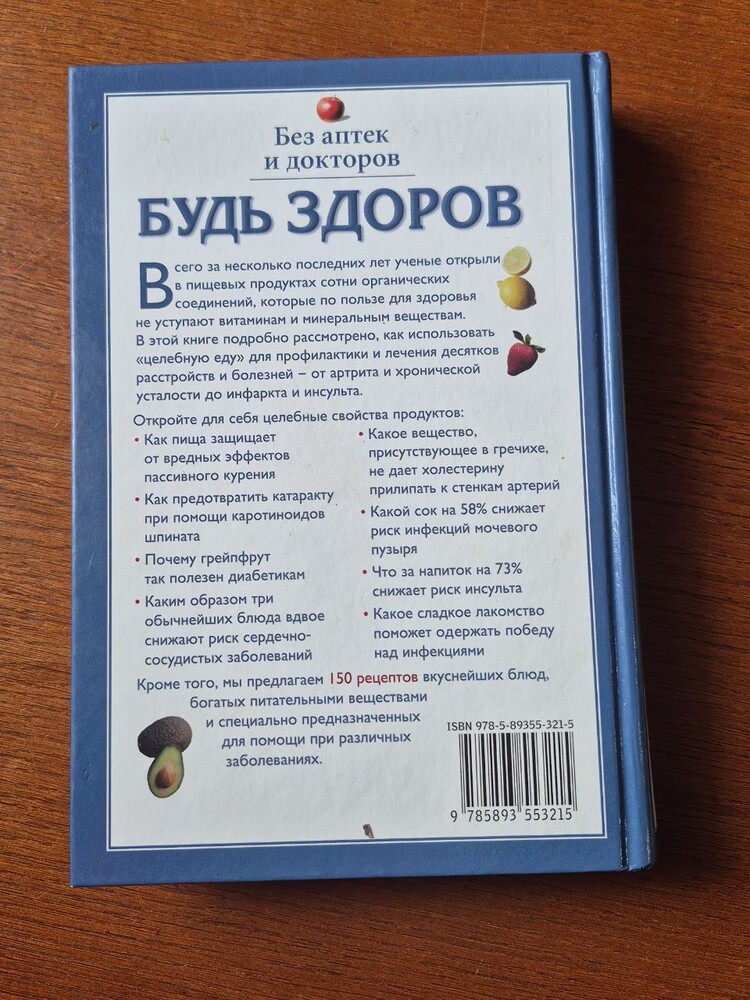 Без аптек
и докторов
БУДЬ ЗДОРОВ
Всего за несколько последних лет ученые открыли
в пищевых продуктах сотни органических
соединений, которые по пользе для здоровья
не уступают витаминам и минеральным веществам.
В этой книге подробно рассмотрено, как использовать
«целебную еду» для профилактики и лечения десятков
расстройств и болезней – от артрита и хронической
усталости до инфаркта и инсульта.
Откройте для себя целебные свойства продуктов:
• Как пища защищает
от вредных эффектов
пассивного курения
• Как предотвратить катаракту
при помощи каротиноидов
шпината
• Почему грейпфрут
так полезен диабетикам
• Каким образом три
обычнейших блюда вдвое
снижают риск сердечно-
сосудистых заболеваний
• Какое вещество,
присутствующее в гречихе,
не дает холестерину
прилипать к стенкам артерий
• Какой сок на 58% снижает
риск инфекций мочевого
пузыря
• Что за напиток на 73%
снижает риск инсульта
• Какое сладкое лакомство
поможет одержать победу
над инфекциями
Кроме того, мы предлагаем 150 рецептов вкуснейших блюд,
богатых питательными веществами
и специально предназначенных
для помощи при различных
заболеваниях.
ISBN 978-5-89355-321-5
9 785893 553215